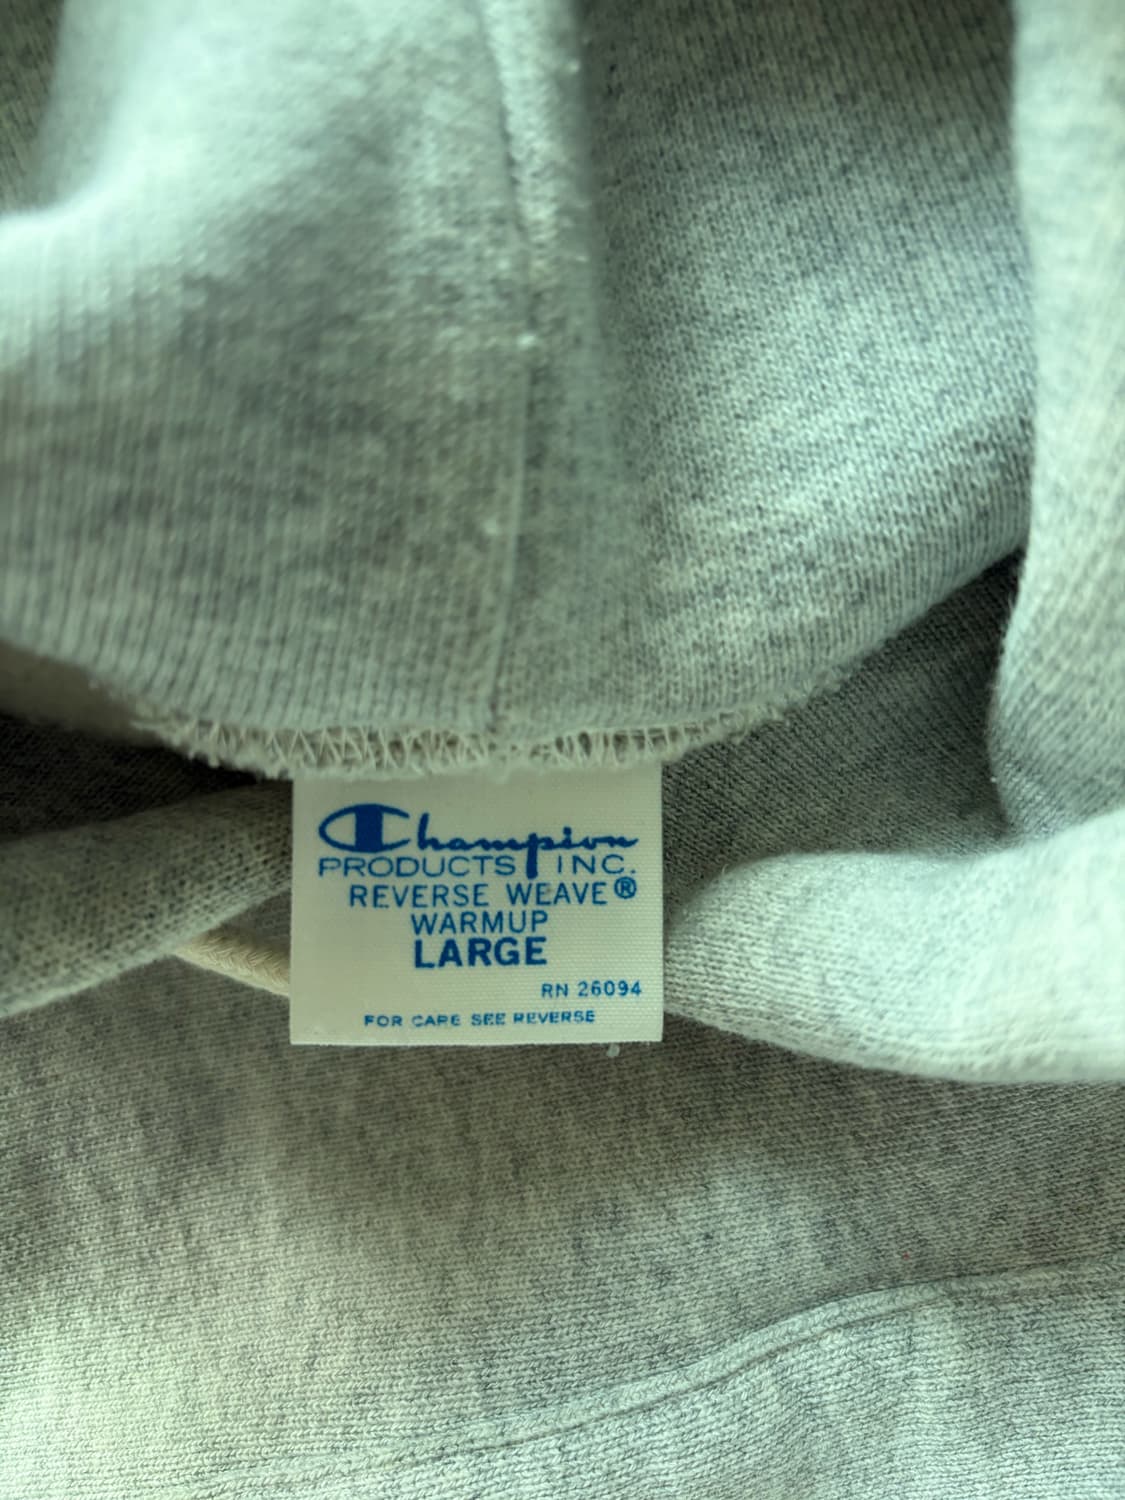 Champion
PRODUCTS INC.
REVERSE WEAVE®
WARMUP
LARGE
RN 26094
FOR CARE SEE REVERSE